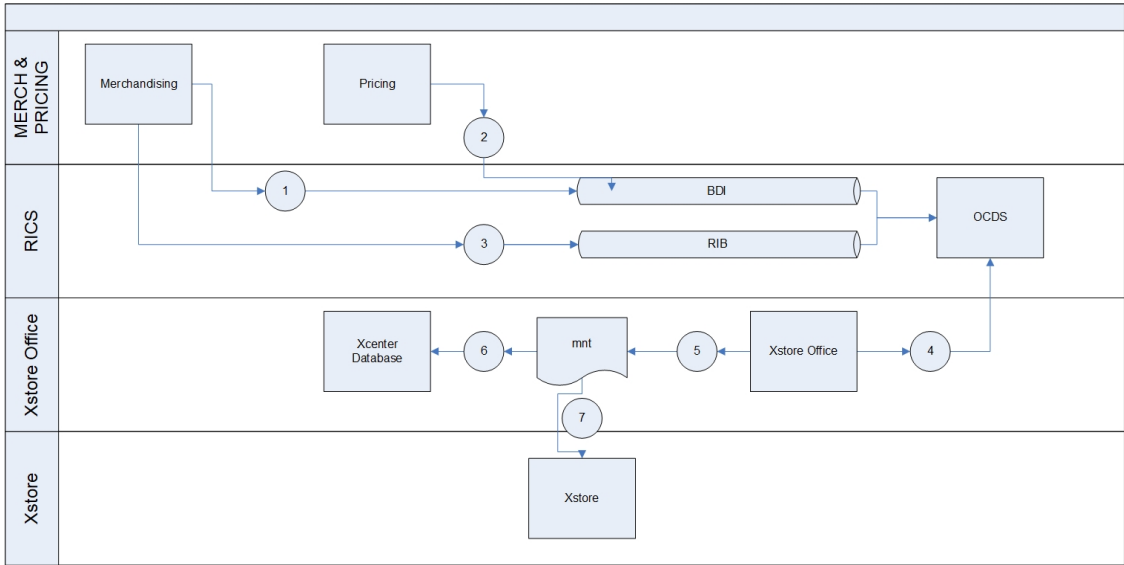 MERCH &
PRICING
Merchandising
Pricing
2
RICS
1
BDI
3
RIB
OCDS
Xstore Office
Xcenter
Database
6
mnt
5
Xstore Office
4
7
Xstore
Xstore